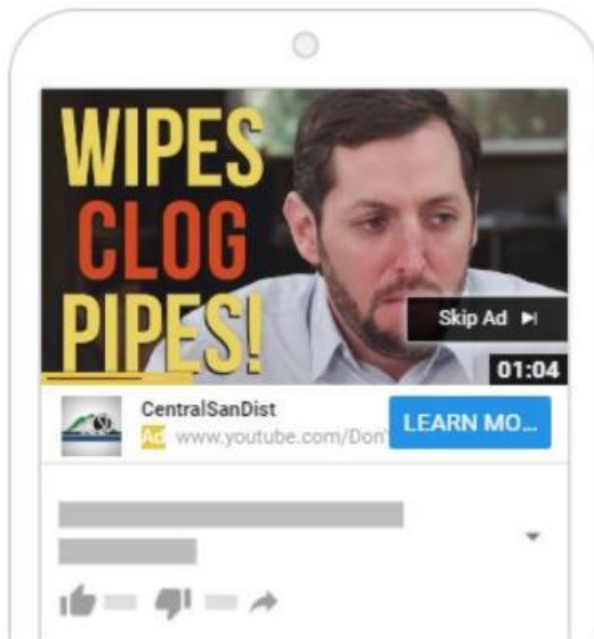 WIPES
CLOG
PIPES!
Skip Ad
01:04
CentralSanDist
Ad www.youtube.com/Don'
LEARN MO...